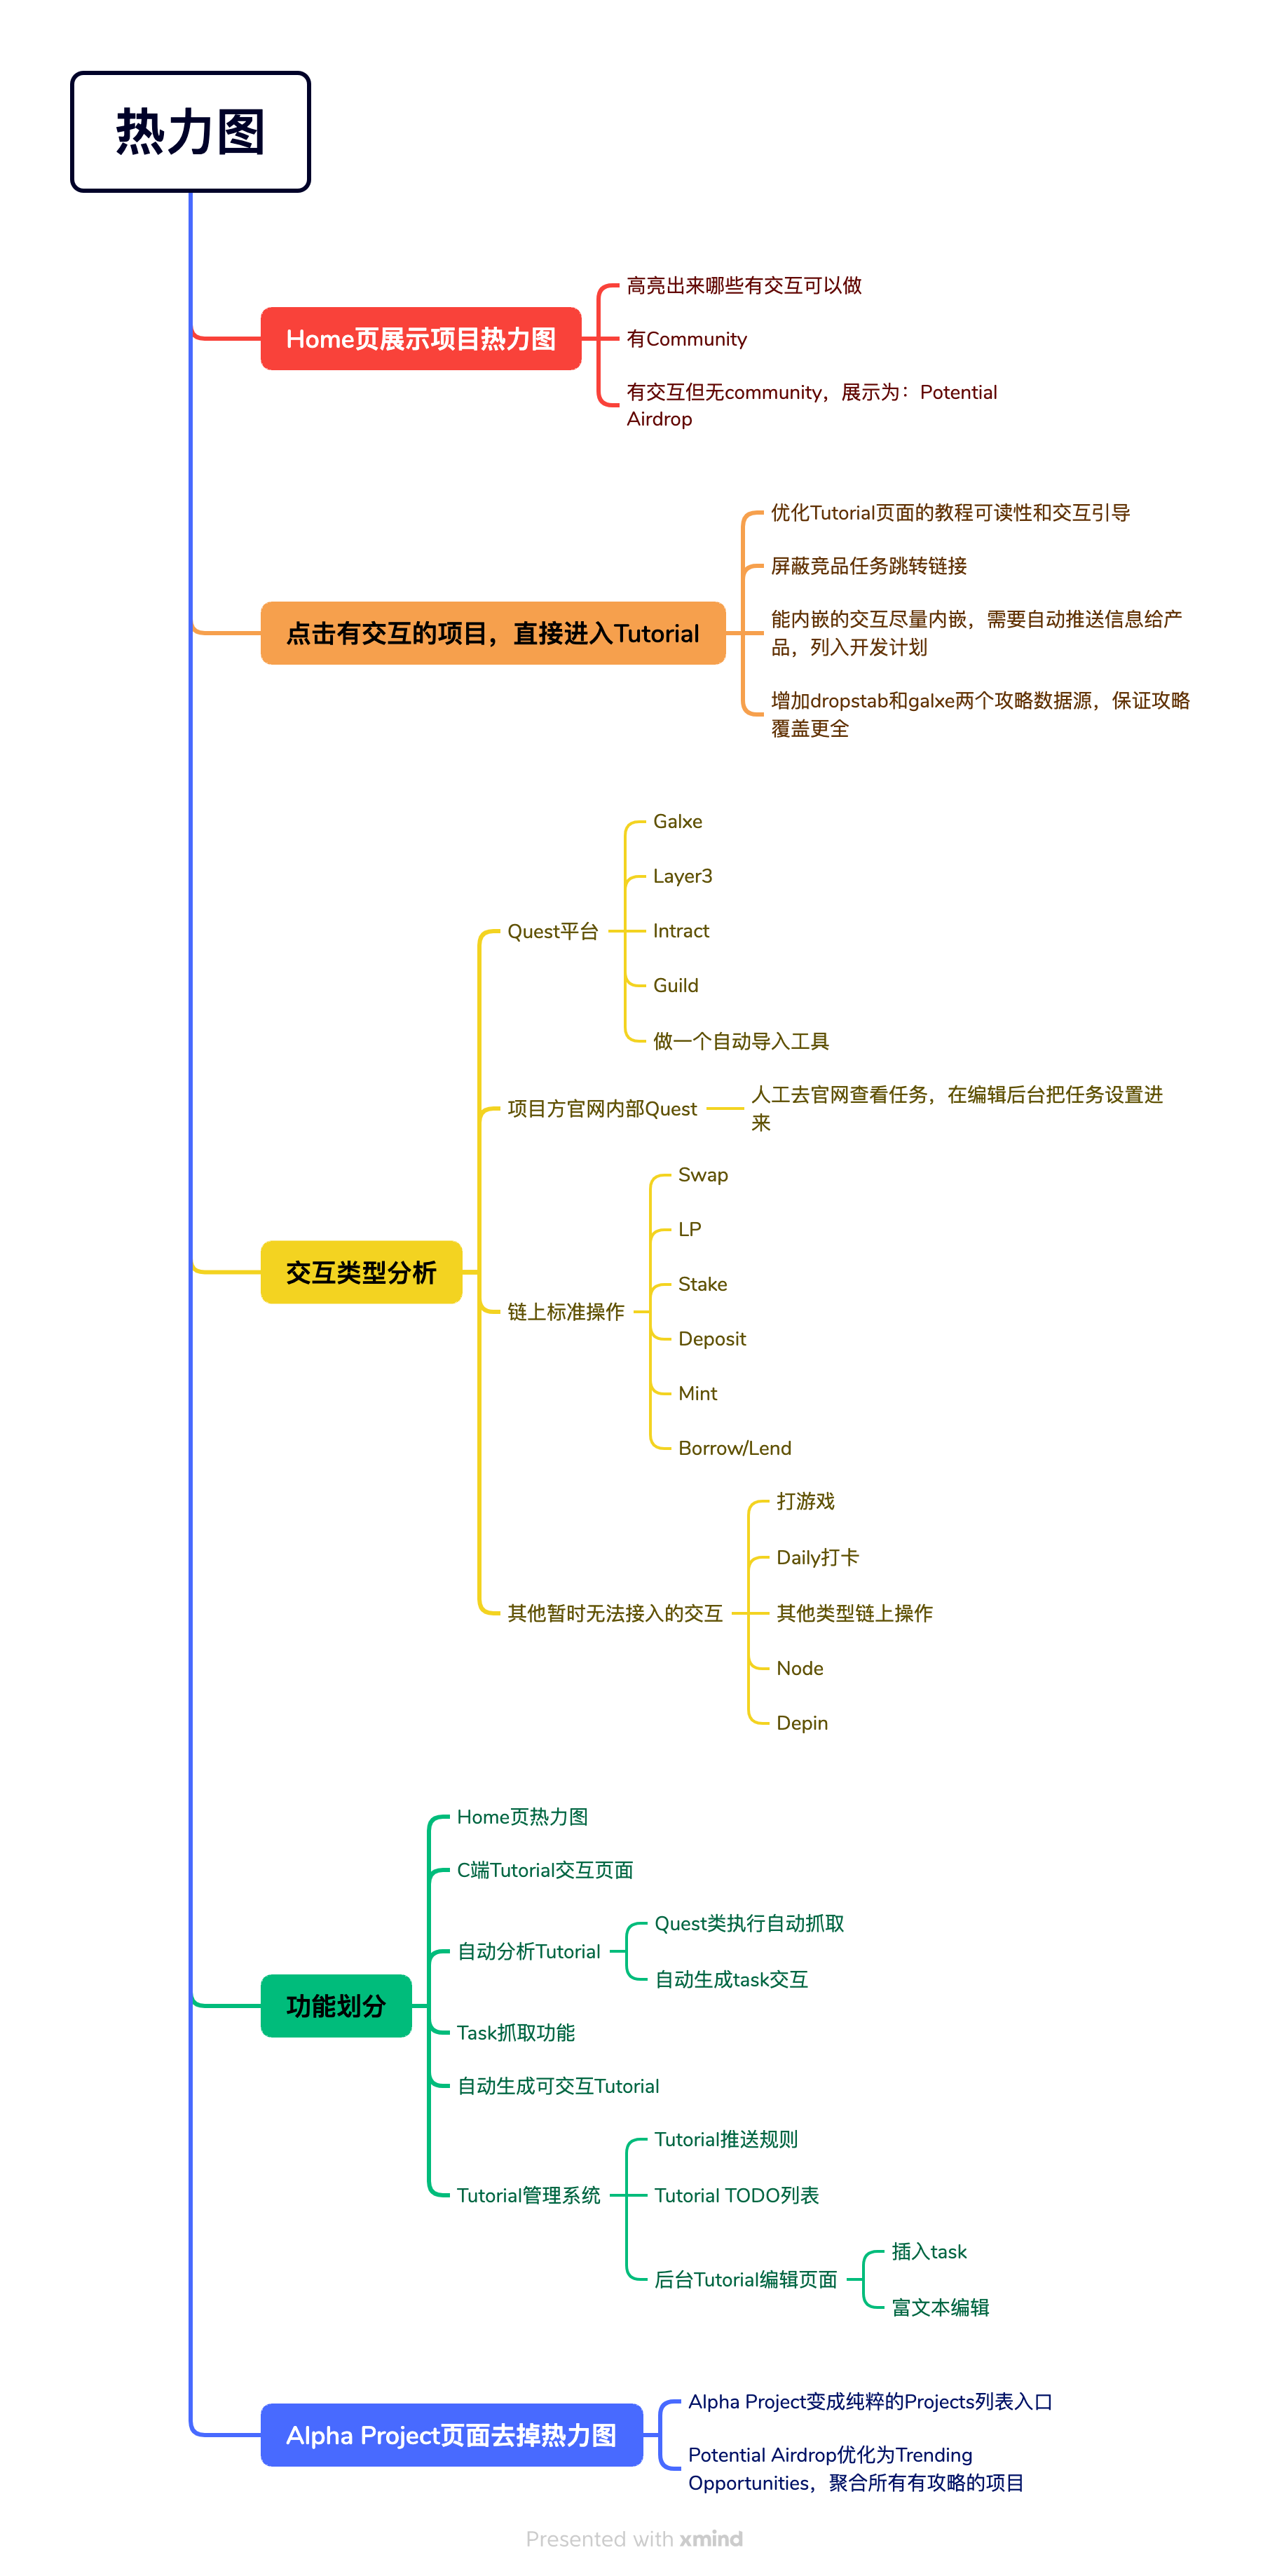 热力图
Home页展示项目热力图
高亮出来哪些有交互可以做
有Community
有交互但无community，展示为：Potential
Airdrop
点击有交互的项目，直接进入Tutorial
优化Tutorial页面的教程可读性和交互引导
屏蔽竞品任务跳转链接
能内嵌的交互尽量内嵌，需要自动推送信息给产
品，列入开发计划
增加dropstab和galxe两个攻略数据源，保证攻略
覆盖更全
交互类型分析
Quest平台
Galxe
Layer3
Intract
Guild
做一个自动导入工具
项目方官网内部Quest
人工去官网查看任务，在编辑后台把任务设置进
来
链上标准操作
Swap
LP
Stake
Deposit
Mint
Borrow/Lend
其他暂时无法接入的交互
打游戏
Daily打卡
其他类型链上操作
Node
Depin
功能划分
Home页热力图
C端Tutorial交互页面
自动分析Tutorial
Quest类执行自动抓取
自动生成task交互
Task抓取功能
自动生成可交互Tutorial
Tutorial管理系统
Tutorial推送规则
Tutorial TODO列表
后台Tutorial编辑页面
插入task
富文本编辑
Alpha Project页面去掉热力图
Alpha Project变成纯粹的Projects列表入口
Potential Airdrop优化为Trending
Opportunities，聚合所有有攻略的项目
Presented with xmind